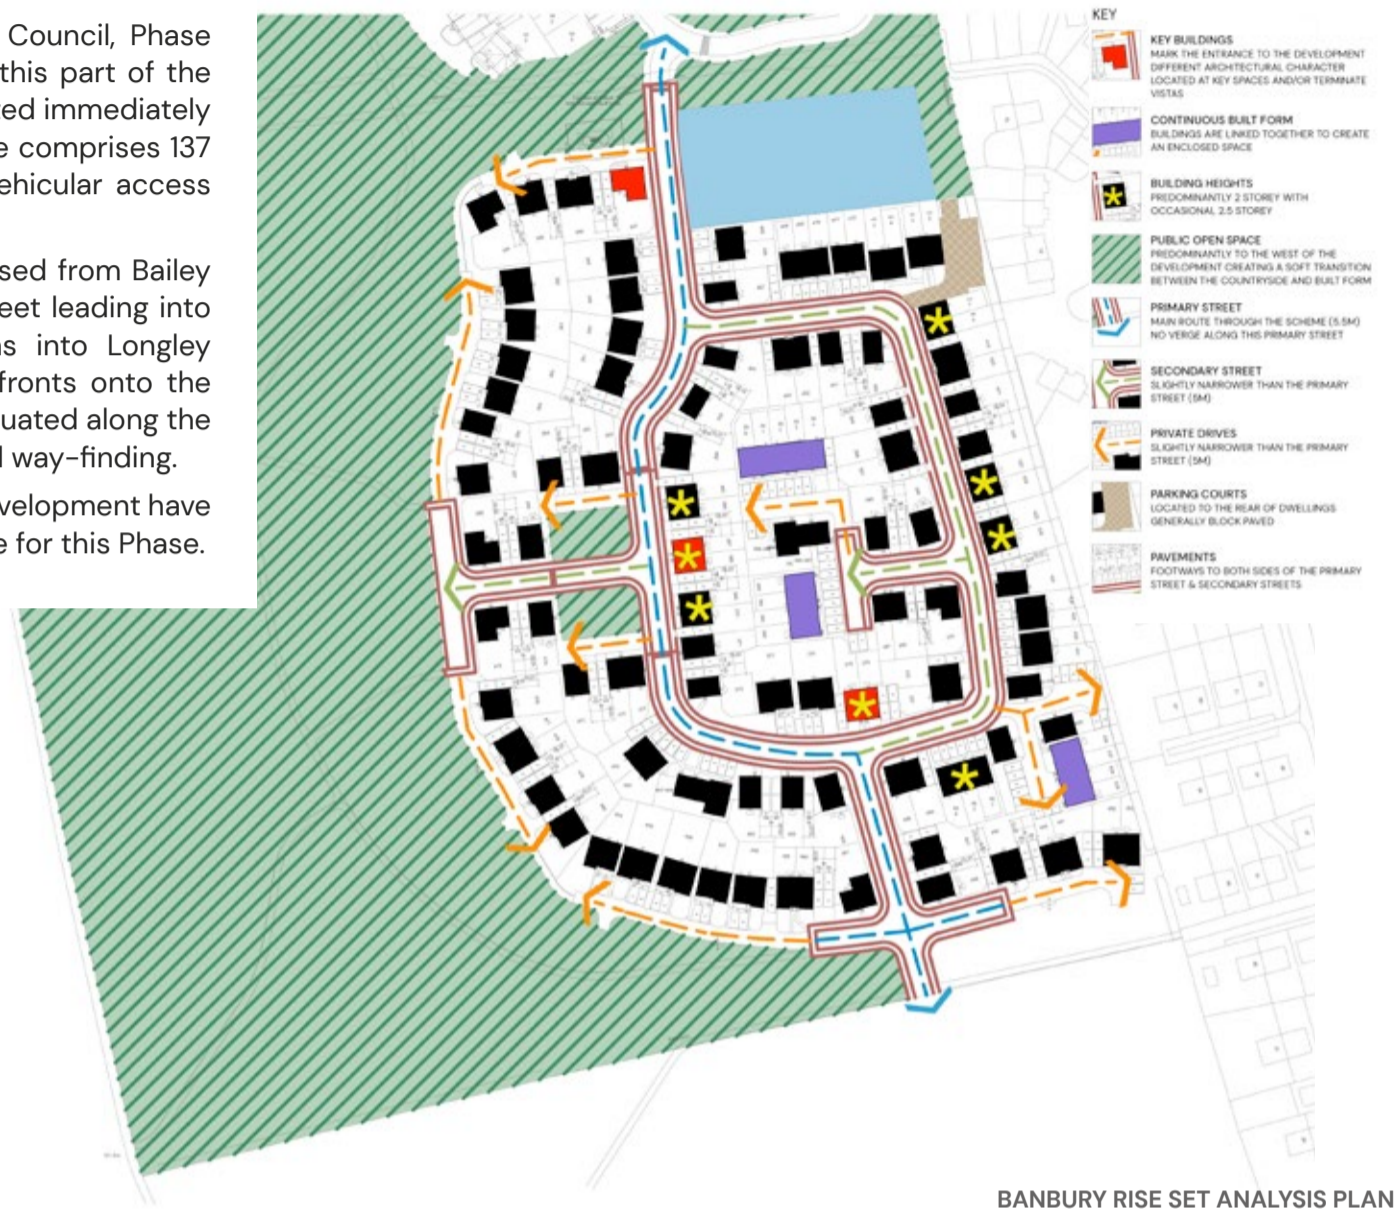 Council, Phase
this part of the
ted immediately
e comprises 137
ehicular access
sed from Bailey
eet leading into
ns into Longley
fronts onto the
uated along the
l way-finding.
velopment have
e for this Phase.
KEY
KEY BUILDINGS
MARK THE ENTRANCE TO THE DEVELOPMENT
DIFFERENT ARCHITECTURAL CHARACTER
LOCATED AT KEY SPACES AND/OR TERMINATE
VISTAS
CONTINUOUS BUILT FORM
BUILDINGS ARE LINKED TOGETHER TO CREATE
AN ENCLOSED SPACE
BUILDING HEIGHTS
PREDOMINANTLY 2 STOREY WITH
OCCASIONAL 2.5 STOREY
PUBLIC OPEN SPACE
PREDOMINANTLY TO THE WEST OF THE
DEVELOPMENT CREATING A SOFT TRANSITION
BETWEEN THE COUNTRYSIDE AND BUILT FORM
PRIMARY STREET
MAIN ROUTE THROUGH THE SCHEME (5.5M)
NO VERGE ALONG THIS PRIMARY STREET
SECONDARY STREET
SLIGHTLY NARROWER THAN THE PRIMARY
STREET (5M)
PRIVATE DRIVES
SLIGHTLY NARROWER THAN THE PRIMARY
STREET (5M)
PARKING COURTS
LOCATED TO THE REAR OF DWELLINGS
GENERALLY BLOCK PAVED
PAVEMENTS
FOOTWAYS TO BOTH SIDES OF THE PRIMARY
STREET & SECONDARY STREETS
BANBURY RISE SET ANALYSIS PLAN